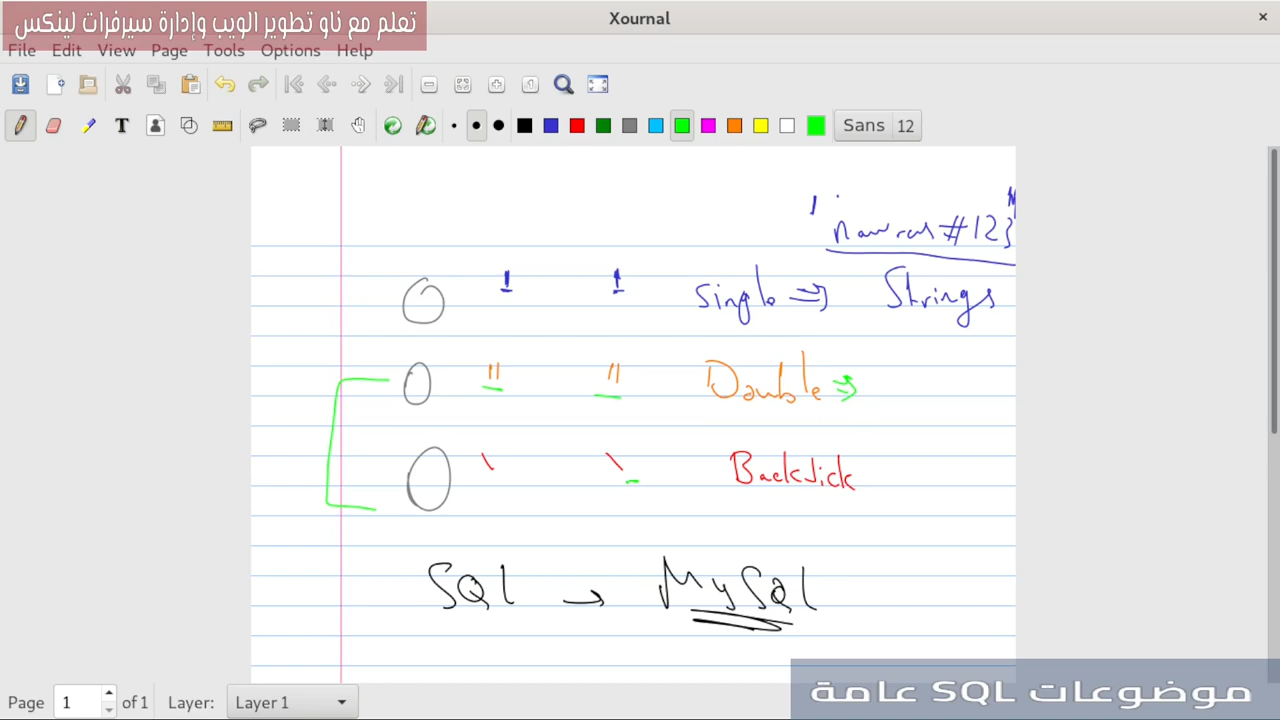 تعلم مع ناو تطوير الويب وإدارة سيرفرات لينكس
Xournal
File Edit View Page Tools Options Help
Sans 12
#123
' ' Single ⇒ Strings
" " Double ⇒
` ` Backtick
SQL → MySQL
Page 1 of 1 Layer: Layer 1
موضوعات SQL عامة